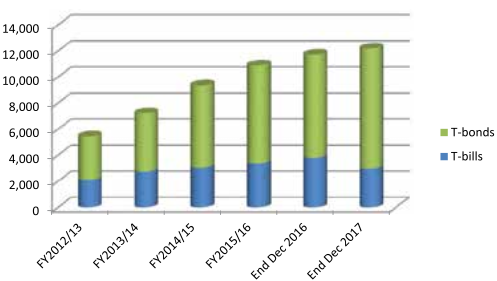 14,000
12,000
10,000
8,000
6,000
4,000
2,000
0
FY2012/13
FY2013/14
FY2014/15
FY2015/16
End Dec 2016
End Dec 2017
T-bonds
T-bills